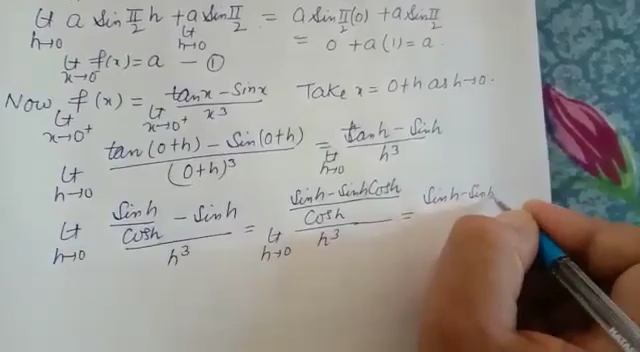 Lt h→0 a sin π/2 h + Lt h→0 a sin π/2 = a sin π/2 (0) + a sin π/2
= 0 + a(1) = a.
Lt x→0⁻ f(x) = a — ①
Now Lt x→0⁺ f(x) = Lt x→0⁺ (tanx - sinx)/x³ Take x = 0+h as h→0.
Lt h→0 (tan(0+h) - sin(0+h))/(0+h)³ = Lt h→0 (tanh - sinh)/h³
Lt h→0 (sinh/cosh - sinh)/h³ = Lt h→0 ((sinh - sinh cosh)/cosh)/h³ = sinh - sinh